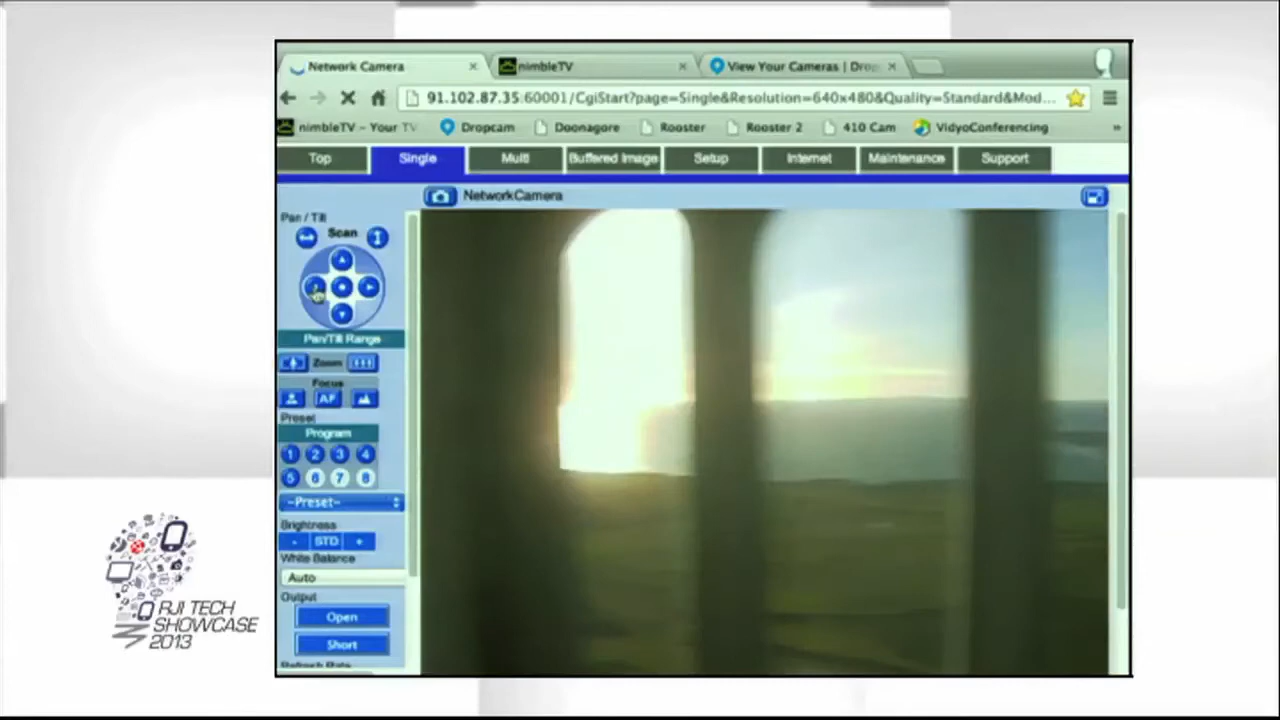 Network Camera
nimbleTV
View Your Cameras | Drop
91.102.87.35:60001/CgiStart?page=Single&Resolution=640x480&Quality=Standard&Mod...
nimbleTV – Your TV
Dropcam
Doonagore
Rooster
Rooster 2
410 Cam
VidyoConferencing
»
Top
Single
Multi
Buffered Image
Setup
Internet
Maintenance
Support
NetworkCamera
Pan / Tilt
Scan
Pan/Tilt Range
Zoom
Focus
AF
Preset
Program
1 2 3 4
5 6 7 8
--Preset--
Brightness
- STD +
White Balance
Auto
Output
Open
Short
Refresh Rate
RJI TECH
SHOWCASE
2013